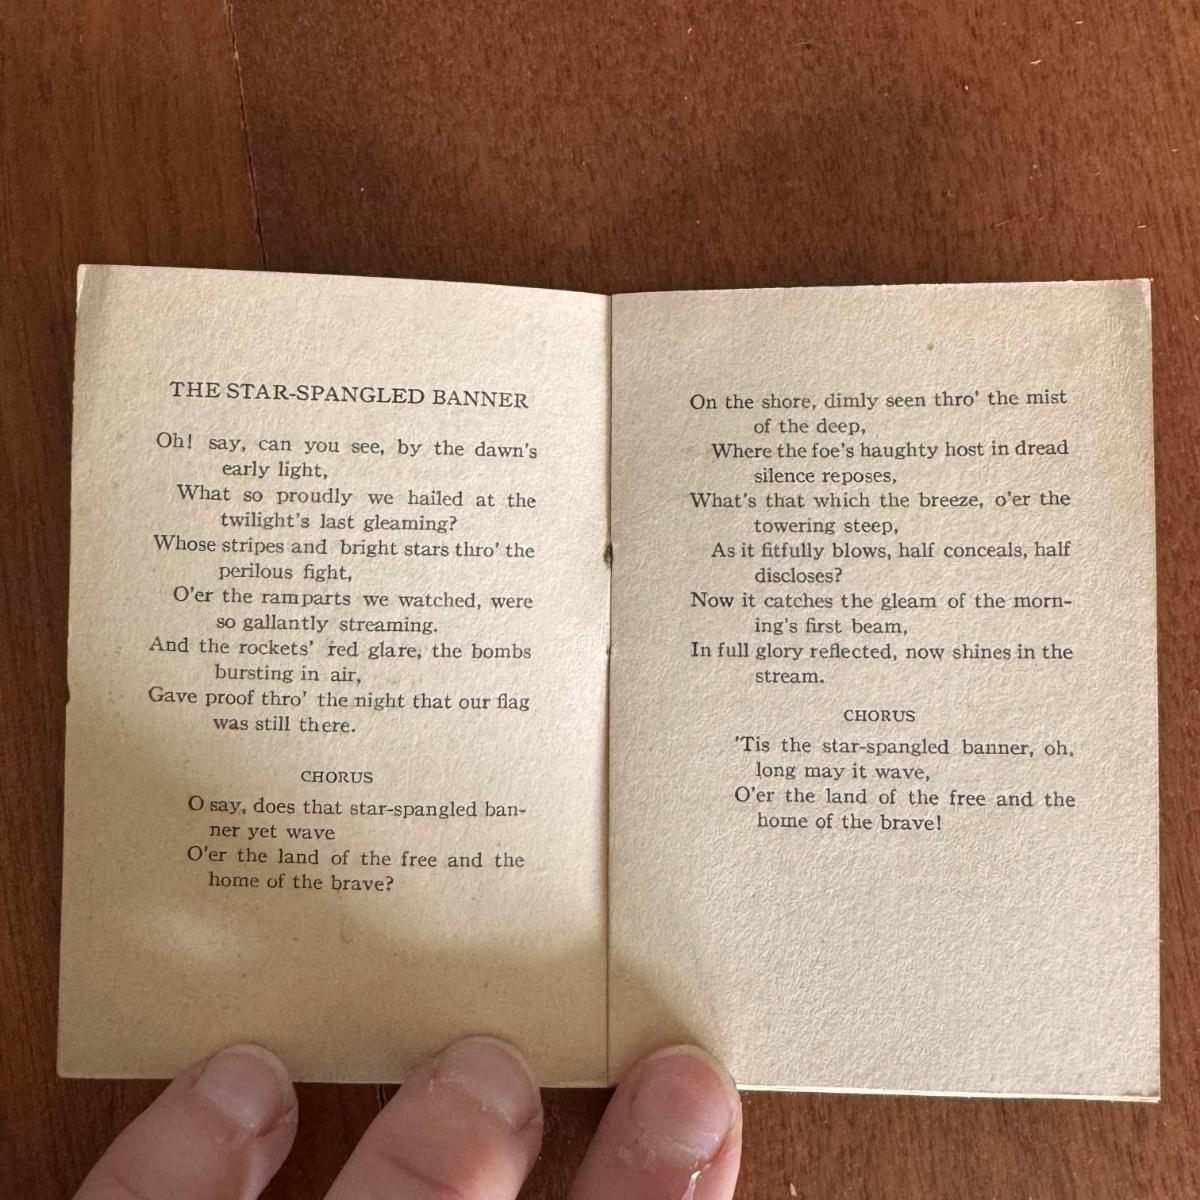 THE STAR-SPANGLED BANNER
Oh! say, can you see, by the dawn's
early light,
What so proudly we hailed at the
twilight's last gleaming?
Whose stripes and bright stars thro' the
perilous fight,
O'er the ramparts we watched, were
so gallantly streaming.
And the rockets' red glare, the bombs
bursting in air,
Gave proof thro' the night that our flag
was still there.
CHORUS
O say, does that star-spangled ban-
ner yet wave
O'er the land of the free and the
home of the brave?
On the shore, dimly seen thro' the mist
of the deep,
Where the foe's haughty host in dread
silence reposes,
What's that which the breeze, o'er the
towering steep,
As it fitfully blows, half conceals, half
discloses?
Now it catches the gleam of the morn-
ing's first beam,
In full glory reflected, now shines in the
stream.
CHORUS
'Tis the star-spangled banner, oh,
long may it wave,
O'er the land of the free and the
home of the brave!